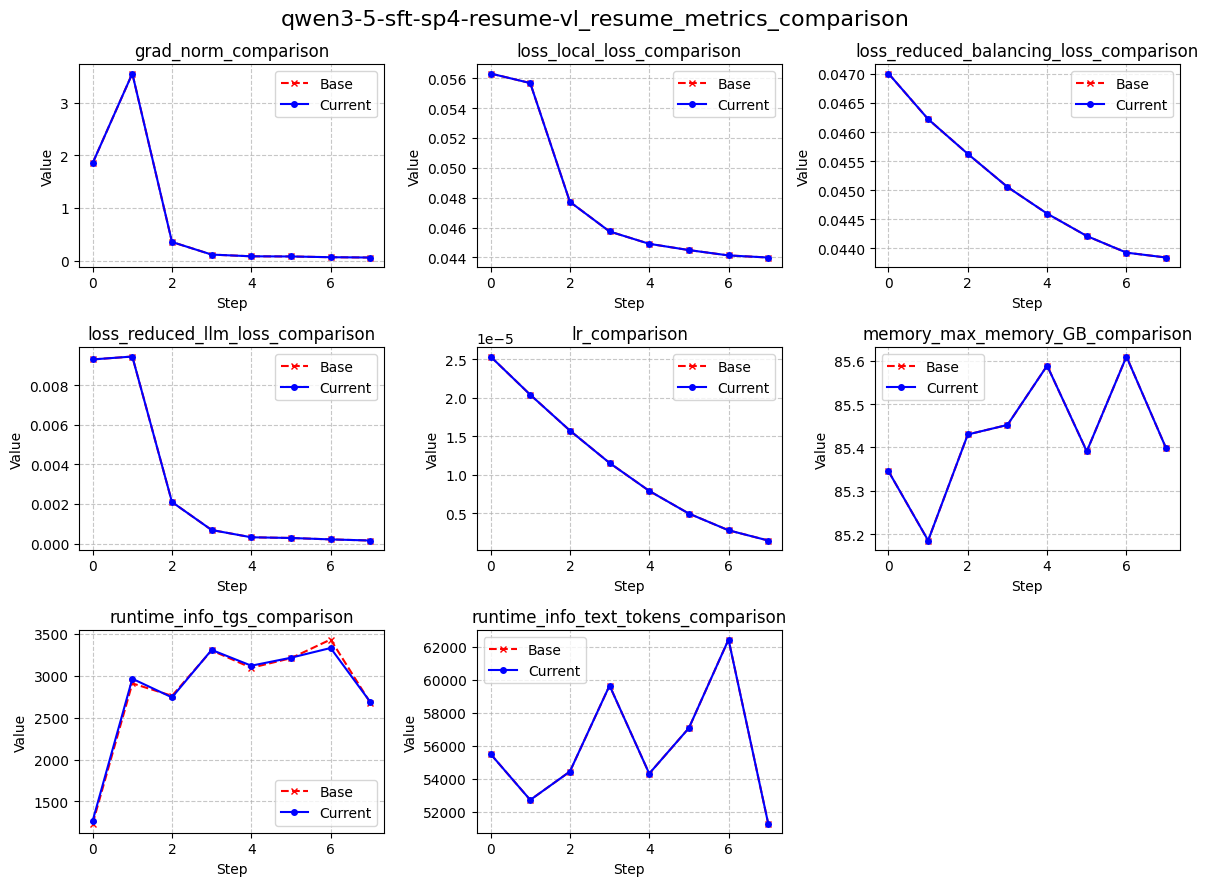 qwen3-5-sft-sp4-resume-vl_resume_metrics_comparison
grad_norm_comparison
Value
3
2
1
0
Base
Current
0 2 4 6
Step
loss_local_loss_comparison
Value
0.056
0.054
0.052
0.050
0.048
0.046
0.044
Base
Current
0 2 4 6
Step
loss_reduced_balancing_loss_comparison
Value
0.0470
0.0465
0.0460
0.0455
0.0450
0.0445
0.0440
Base
Current
0 2 4 6
Step
loss_reduced_llm_loss_comparison
Value
0.008
0.006
0.004
0.002
0.000
Base
Current
0 2 4 6
Step
lr_comparison
1e−5
Value
2.5
2.0
1.5
1.0
0.5
Base
Current
0 2 4 6
Step
memory_max_memory_GB_comparison
Value
85.6
85.5
85.4
85.3
85.2
Base
Current
0 2 4 6
Step
runtime_info_tgs_comparison
Value
3500
3000
2500
2000
1500
Base
Current
0 2 4 6
Step
runtime_info_text_tokens_comparison
Value
62000
60000
58000
56000
54000
52000
Base
Current
0 2 4 6
Step